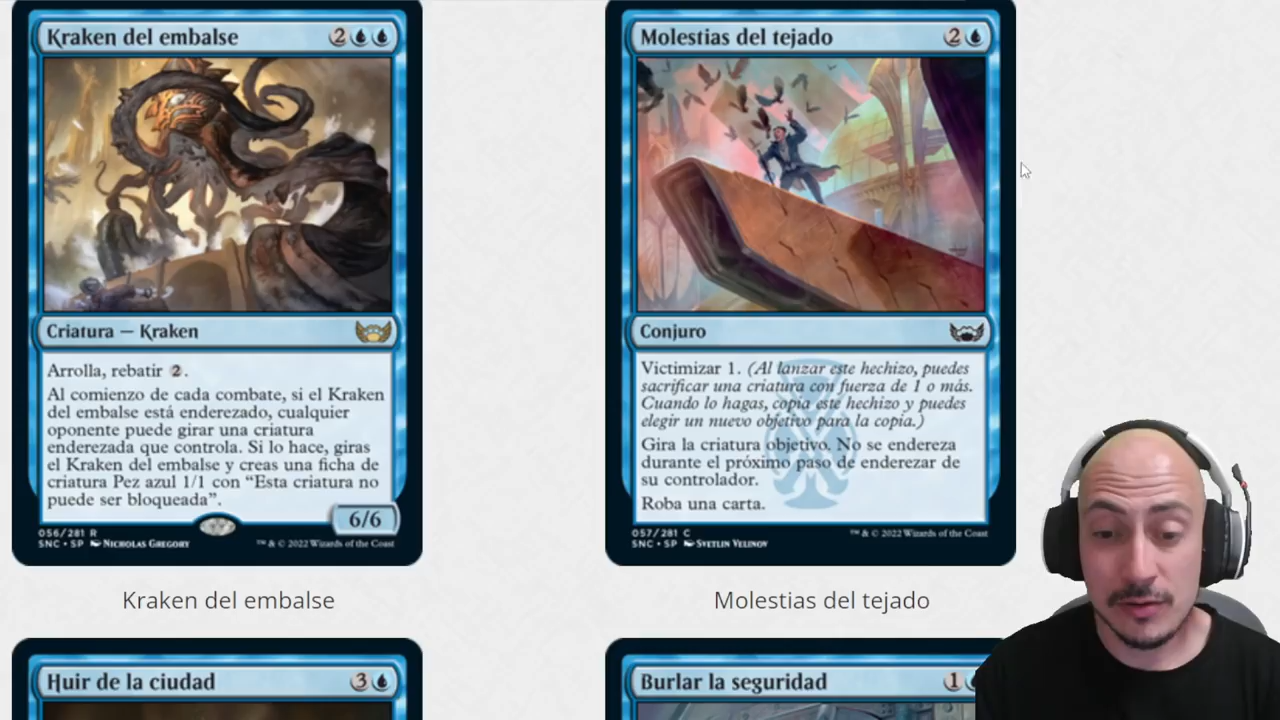 Kraken del embalse
2
Criatura — Kraken
Arrolla, rebatir 2.
Al comienzo de cada combate, si el Kraken
del embalse está enderezado, cualquier
oponente puede girar una criatura
enderezada que controla. Si lo hace, giras
el Kraken del embalse y creas una ficha de
criatura Pez azul 1/1 con “Esta criatura no
puede ser bloqueada”.
6/6
056/281 R
SNC • SP Nicholas Gregory
™ & © 2022 Wizards of the Coast
Kraken del embalse
Molestias del tejado
2
Conjuro
Victimizar 1. (Al lanzar este hechizo, puedes
sacrificar una criatura con fuerza de 1 o más.
Cuando lo hagas, copia este hechizo y puedes
elegir un nuevo objetivo para la copia.)
Gira la criatura objetivo. No se endereza
durante el próximo paso de enderezar de
su controlador.
Roba una carta.
057/281 C
SNC • SP Svetlin Velinov
™ & © 2022 Wizards of the Coast
Molestias del tejado
Huir de la ciudad
3
Burlar la seguridad
1